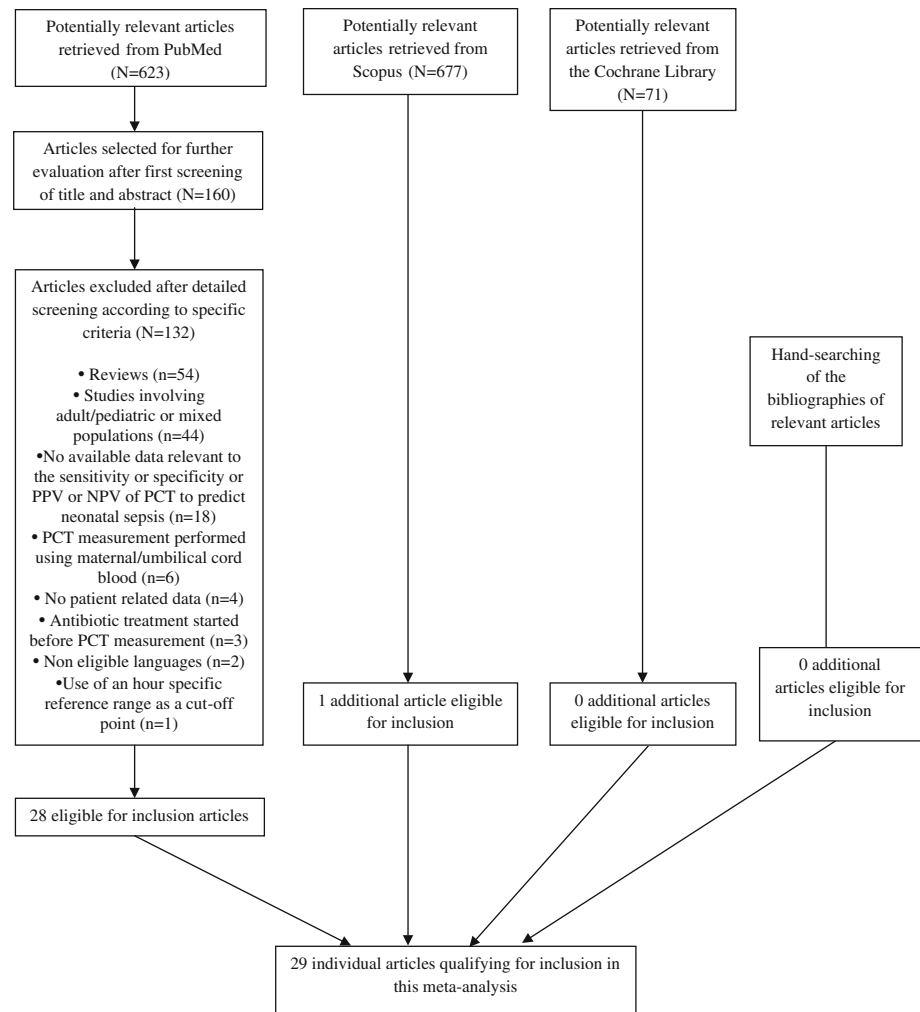 Potentially relevant articles
retrieved from PubMed
(N=623)
Potentially relevant
articles retrieved from
Scopus (N=677)
Potentially relevant
articles retrieved from
the Cochrane Library
(N=71)
Articles selected for further
evaluation after first screening
of title and abstract (N=160)
Articles excluded after detailed
screening according to specific
criteria (N=132)
• Reviews (n=54)
• Studies involving
adult/pediatric or mixed
populations (n=44)
•No available data relevant to
the sensitivity or specificity or
PPV or NPV of PCT to predict
neonatal sepsis (n=18)
• PCT measurement performed
using maternal/umbilical cord
blood (n=6)
• No patient related data (n=4)
• Antibiotic treatment started
before PCT measurement (n=3)
• Non eligible languages (n=2)
•Use of an hour specific
reference range as a cut-off
point (n=1)
Hand-searching
of the
bibliographies of
relevant articles
1 additional article eligible
for inclusion
0 additional articles
eligible for inclusion
0 additional
articles eligible for
inclusion
28 eligible for inclusion articles
29 individual articles qualifying for inclusion in
this meta-analysis